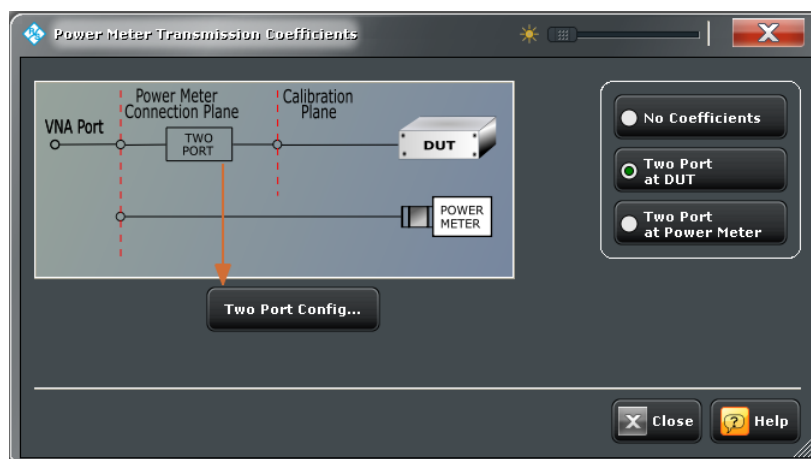 Power Meter Transmission Coefficients
X
Power Meter
Connection Plane
Calibration
Plane
VNA Port
TWO
PORT
DUT
POWER
METER
Two Port Config...
No Coefficients
Two Port
at DUT
Two Port
at Power Meter
X Close
? Help